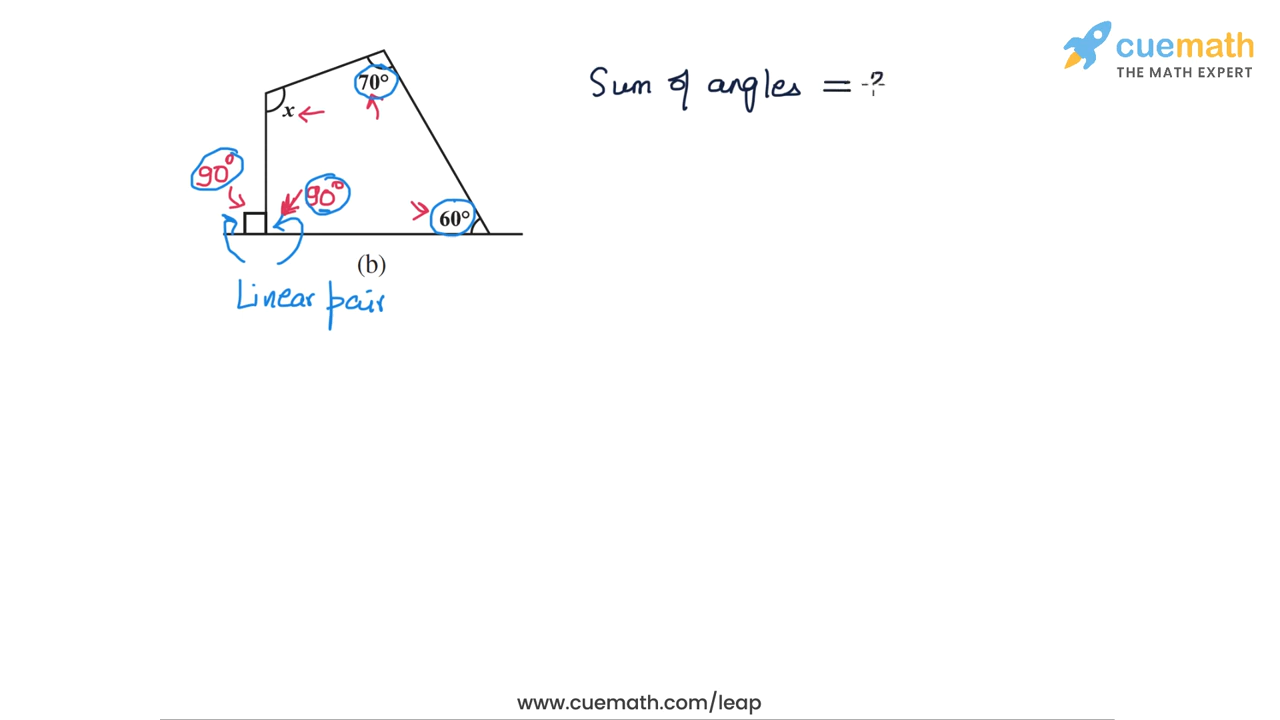 cuemath
THE MATH EXPERT
Sum of angles = ?
70°
x
90°
90°
60°
(b)
Linear pair
www.cuemath.com/leap